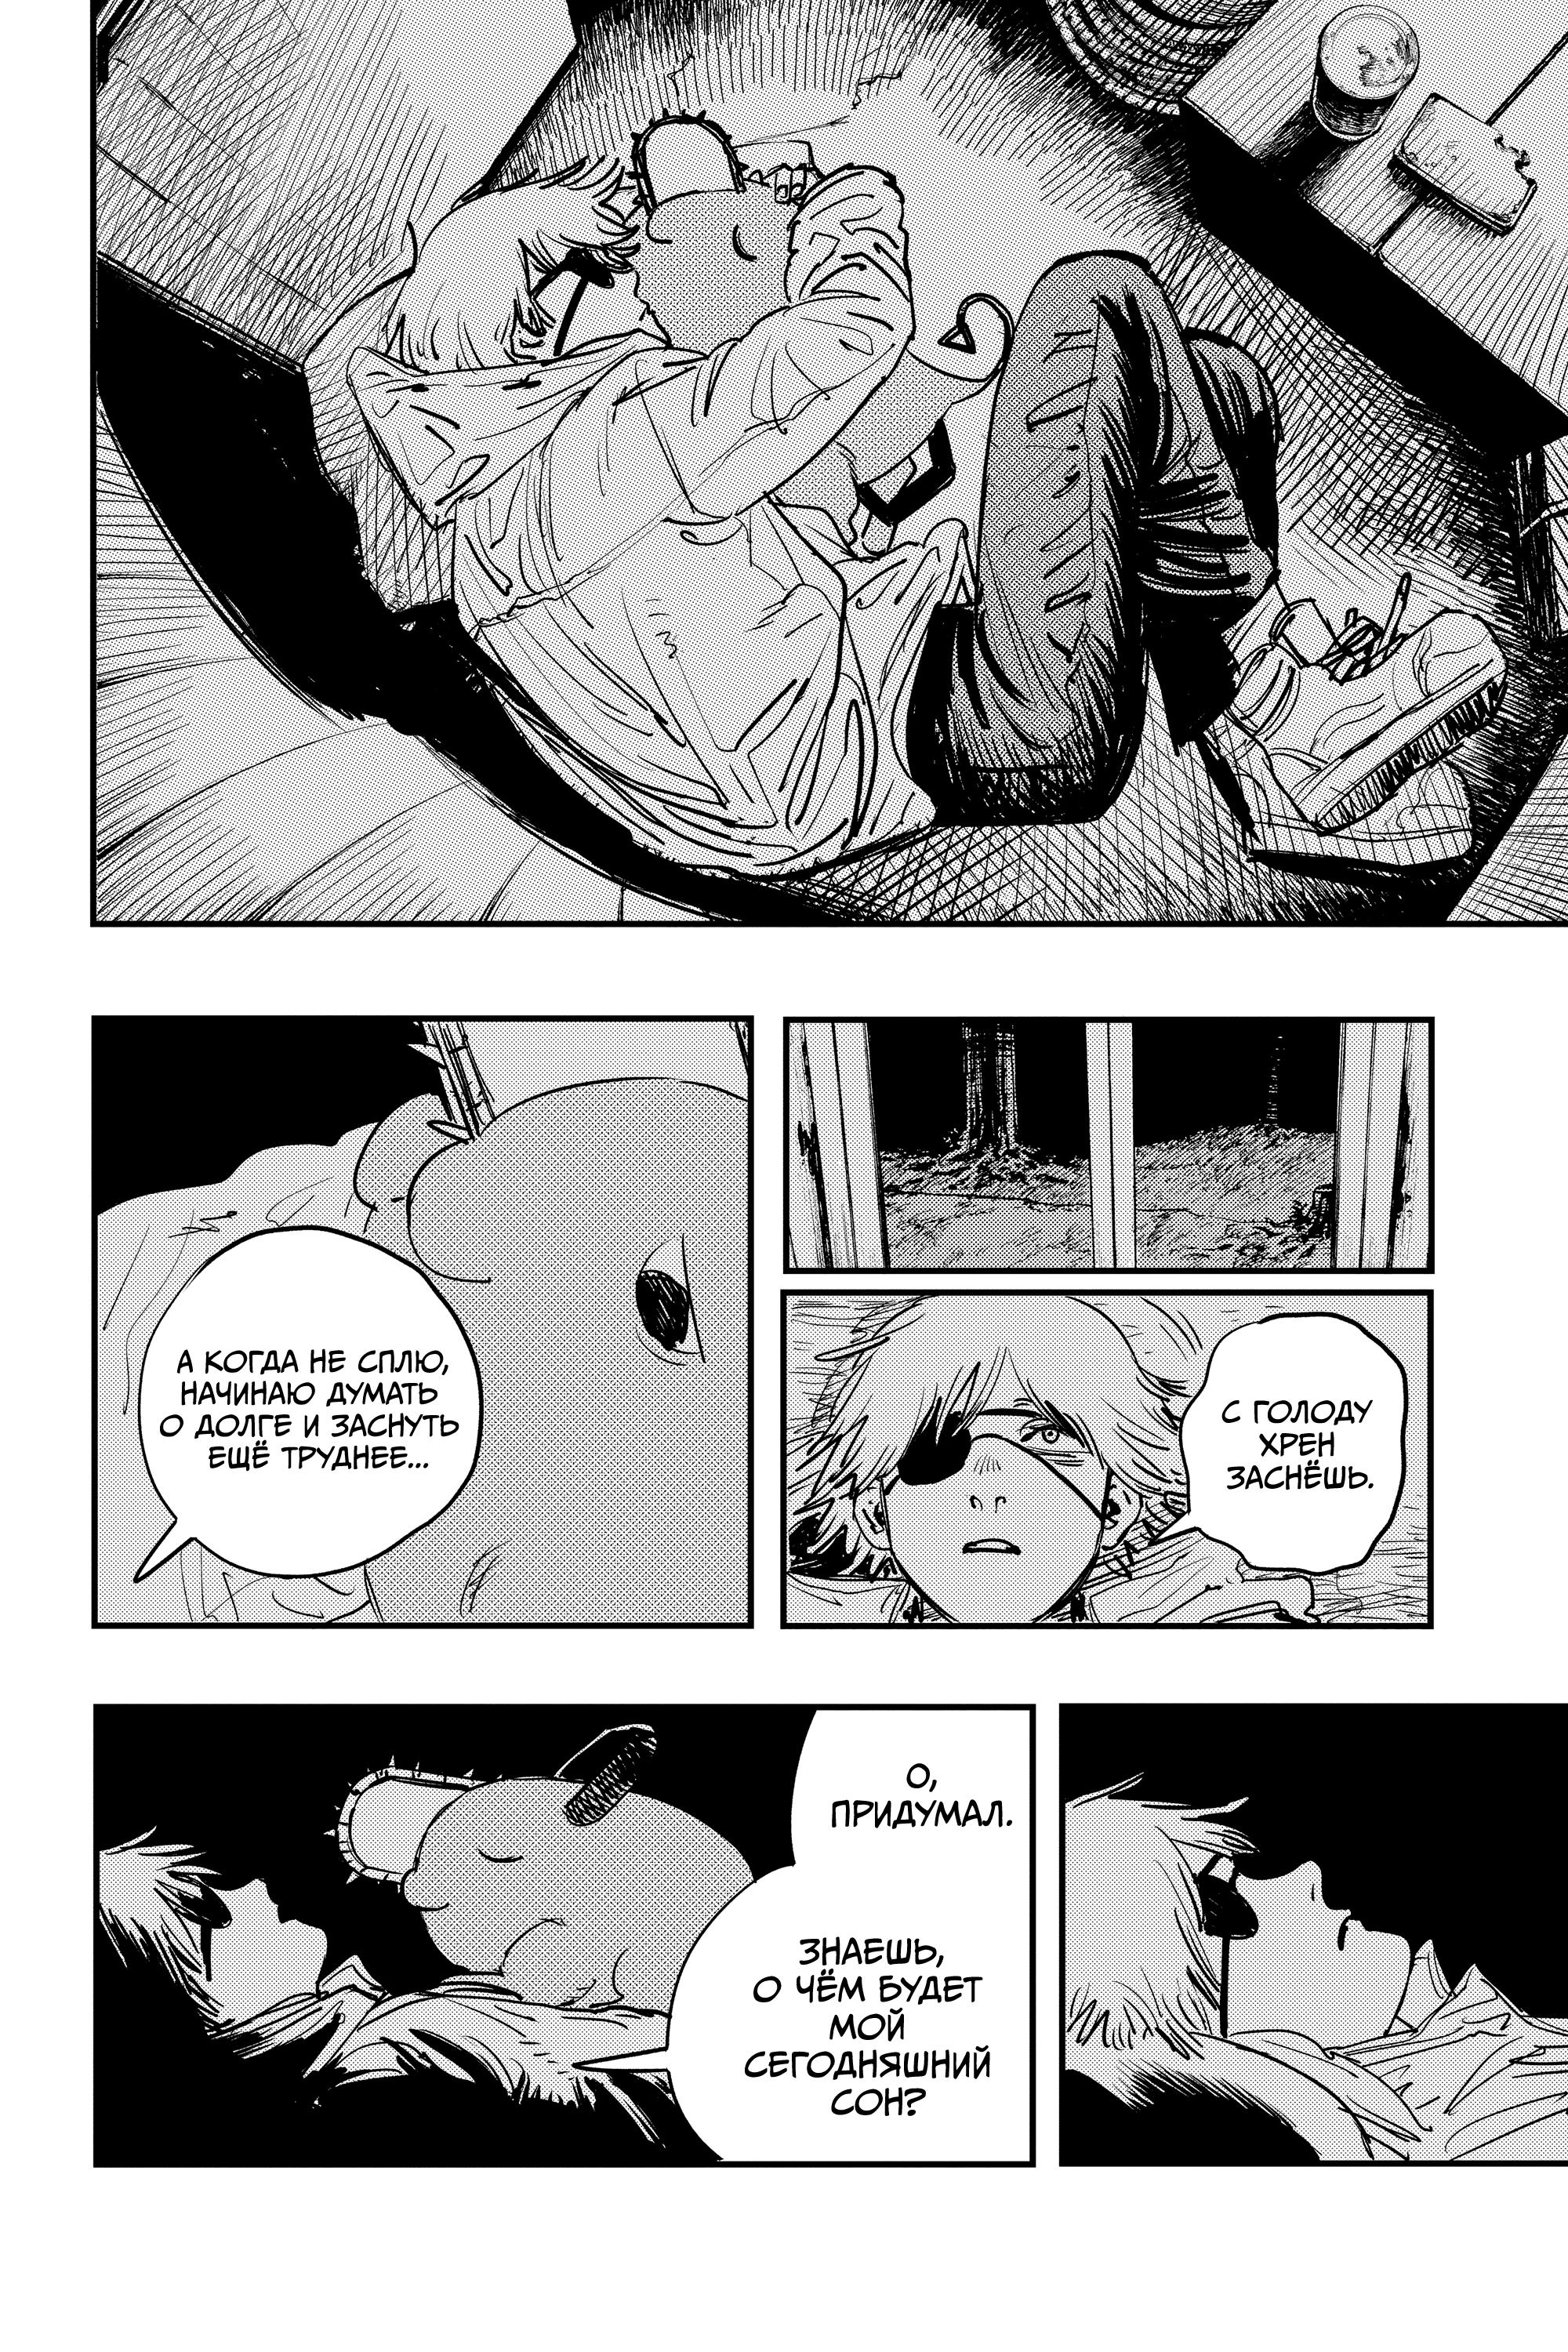 С ГОЛОДУ
ХРЕН
ЗАСНЁШЬ.
А КОГДА НЕ СПЛЮ,
НАЧИНАЮ ДУМАТЬ
О ДОЛГЕ И ЗАСНУТЬ
ЕЩЁ ТРУДНЕЕ...
О,
ПРИДУМАЛ.
ЗНАЕШЬ,
О ЧЁМ БУДЕТ
МОЙ
СЕГОДНЯШНИЙ
СОН?